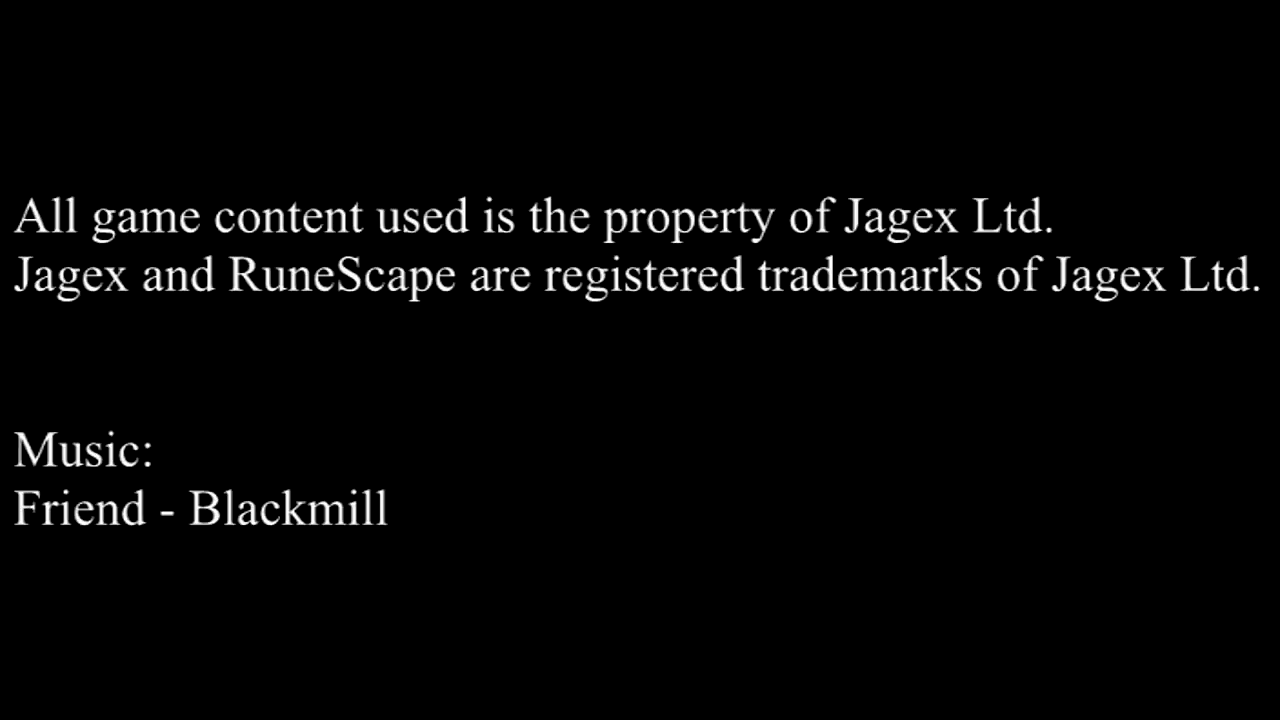 All game content used is the property of Jagex Ltd.
Jagex and RuneScape are registered trademarks of Jagex Ltd.
Music:
Friend - Blackmill